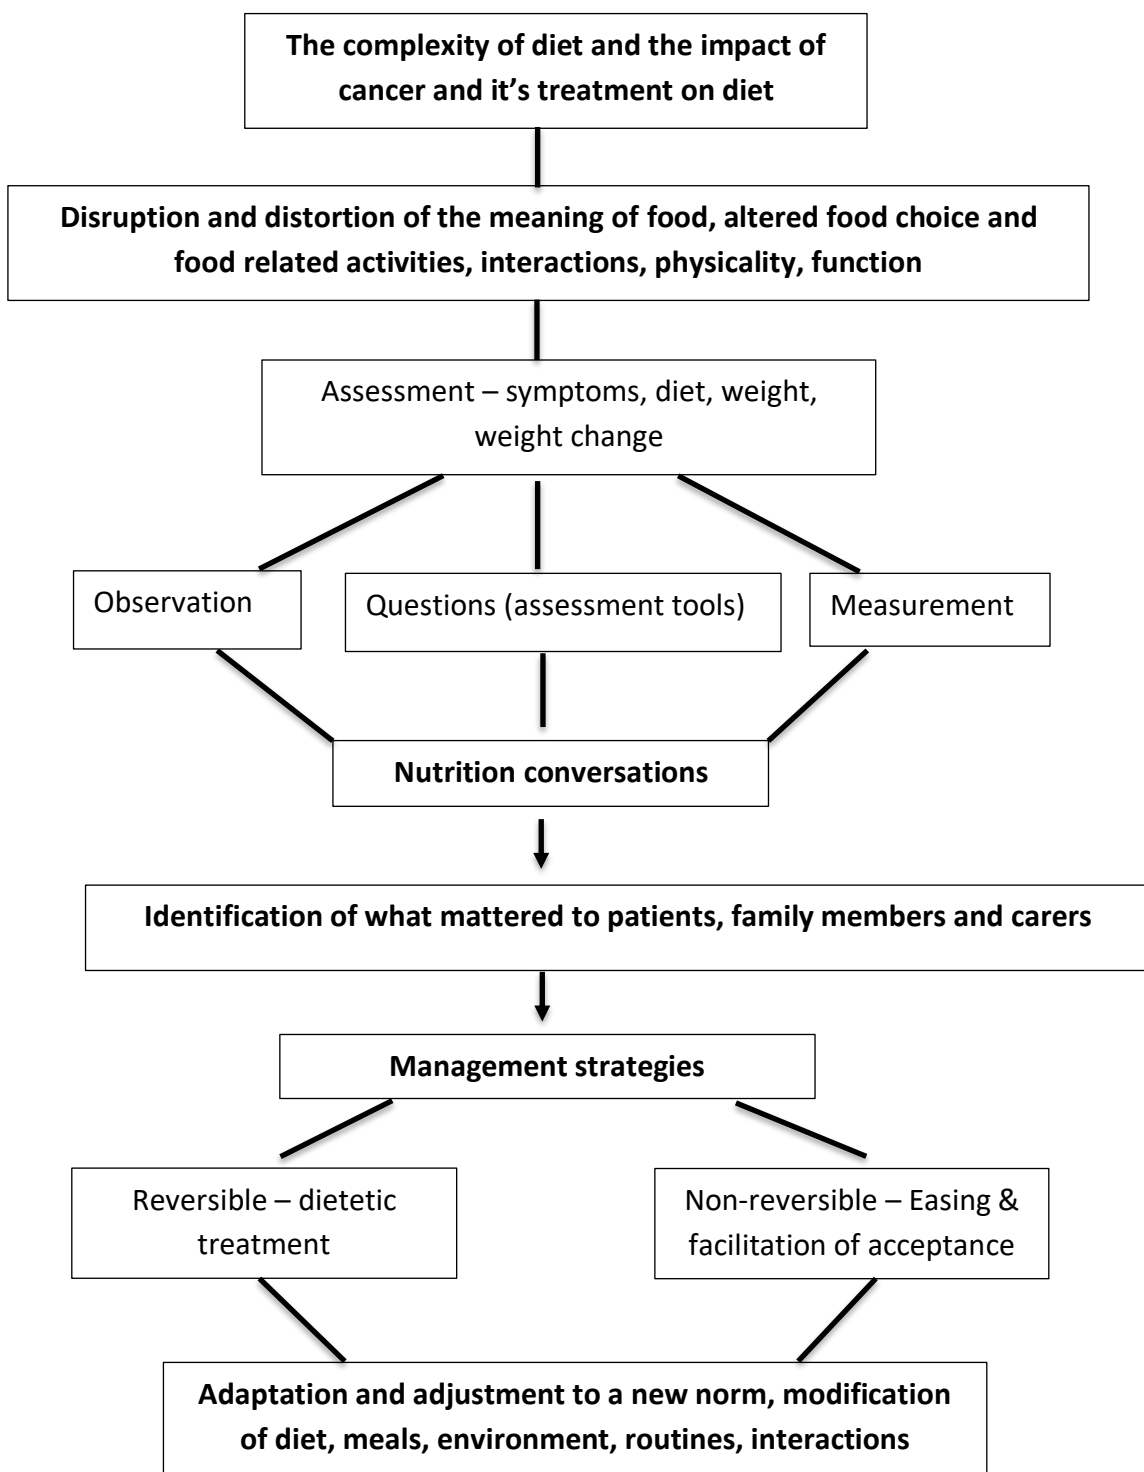 The complexity of diet and the impact of
cancer and it’s treatment on diet
Disruption and distortion of the meaning of food, altered food choice and
food related activities, interactions, physicality, function
Assessment – symptoms, diet, weight,
weight change
Observation
Questions (assessment tools)
Measurement
Nutrition conversations
Identification of what mattered to patients, family members and carers
Management strategies
Reversible – dietetic
treatment
Non-reversible – Easing &
facilitation of acceptance
Adaptation and adjustment to a new norm, modification
of diet, meals, environment, routines, interactions